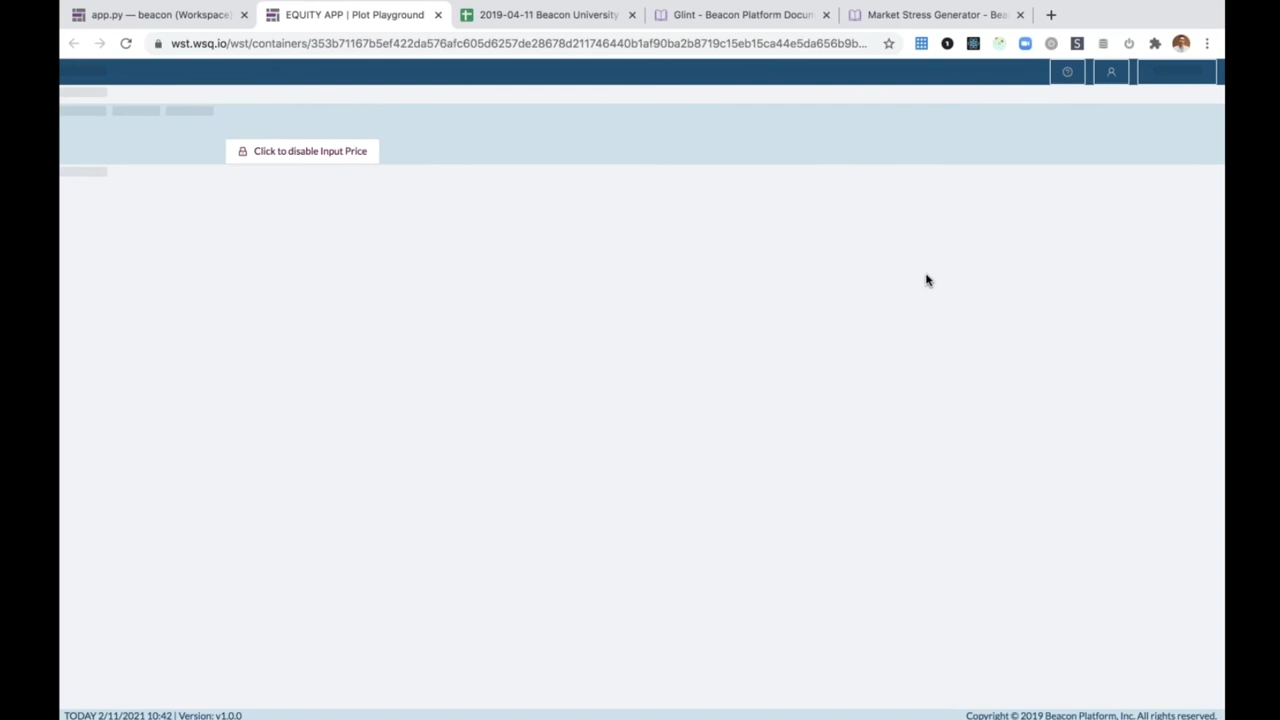 app.py — beacon (Workspace)
EQUITY APP | Plot Playground
2019-04-11 Beacon University
Glint - Beacon Platform Docum
Market Stress Generator - Bea
wst.wsq.io/wst/containers/353b71167b5ef422da576afc605d6257de28678d211746440b1af90ba2b8719c15eb15ca44e5da656b9b...
Click to disable Input Price
TODAY 2/11/2021 10:42 | Version: v1.0.0
Copyright © 2019 Beacon Platform, Inc. All rights reserved.